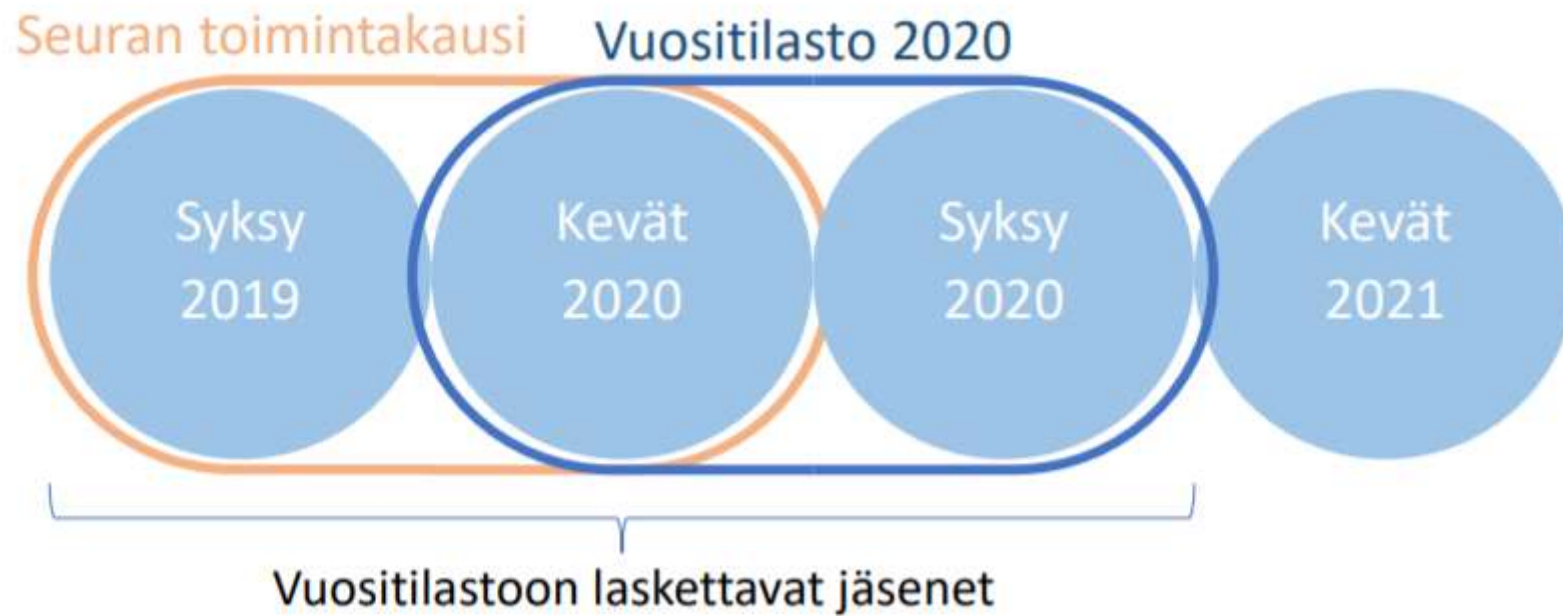 Seuran toimintakausi
Vuositilasto 2020
Syksy
2019
Kevät
2020
Syksy
2020
Kevät
2021
Vuositilastoon laskettavat jäsenet